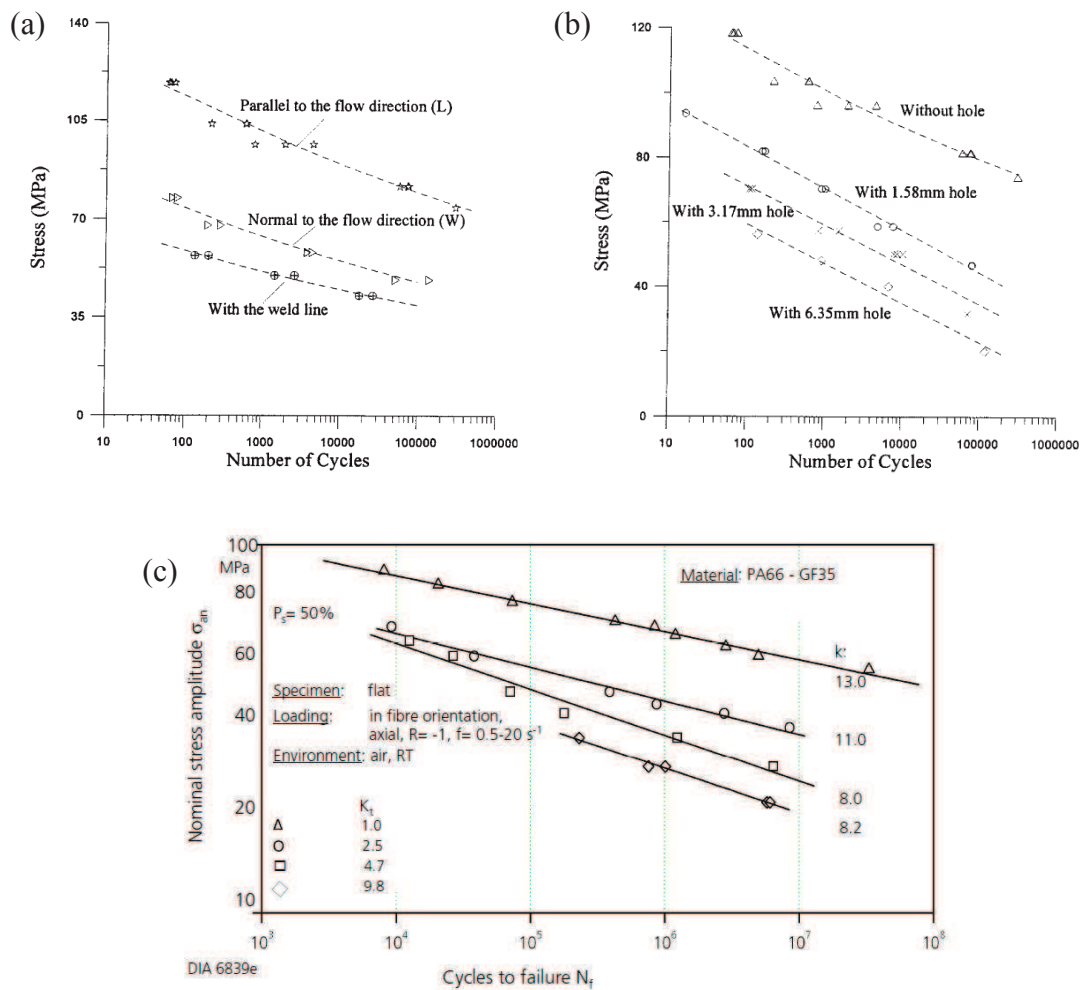 (a)
140
105
70
35
0
Stress (MPa)
Parallel to the flow direction (L)
Normal to the flow direction (W)
With the weld line
10 100 1000 10000 100000 1000000
Number of Cycles
(b)
120
80
40
0
Stress (MPa)
Without hole
With 1.58mm hole
With 3.17mm hole
With 6.35mm hole
10 100 1000 10000 100000 1000000
Number of Cycles
(c)
100
MPa
80
60
40
20
10
Nominal stress amplitude σan
Material: PA66 - GF35
Ps= 50%
Specimen: flat
Loading: in fibre orientation,
axial, R= -1, f= 0.5-20 s-1
Environment: air, RT
k:
13.0
11.0
8.0
8.2
Kt
1.0
2.5
4.7
9.8
10³ 10⁴ 10⁵ 10⁶ 10⁷ 10⁸
DIA 6839e
Cycles to failure Nf